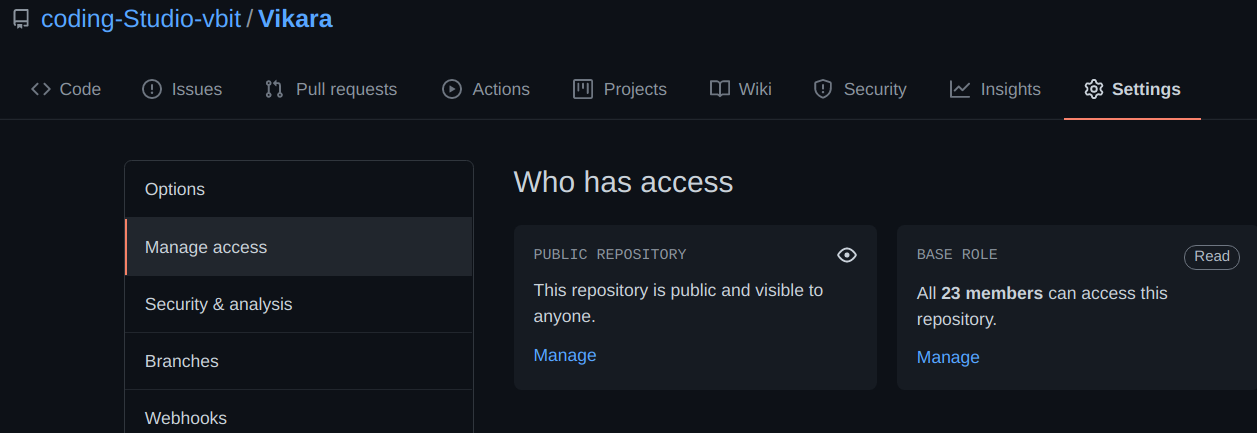 coding-Studio-vbit / Vikara
Code Issues Pull requests Actions Projects Wiki Security Insights Settings
Options
Manage access
Security & analysis
Branches
Webhooks
Who has access
PUBLIC REPOSITORY
This repository is public and visible to
anyone.
Manage
BASE ROLE Read
All 23 members can access this
repository.
Manage